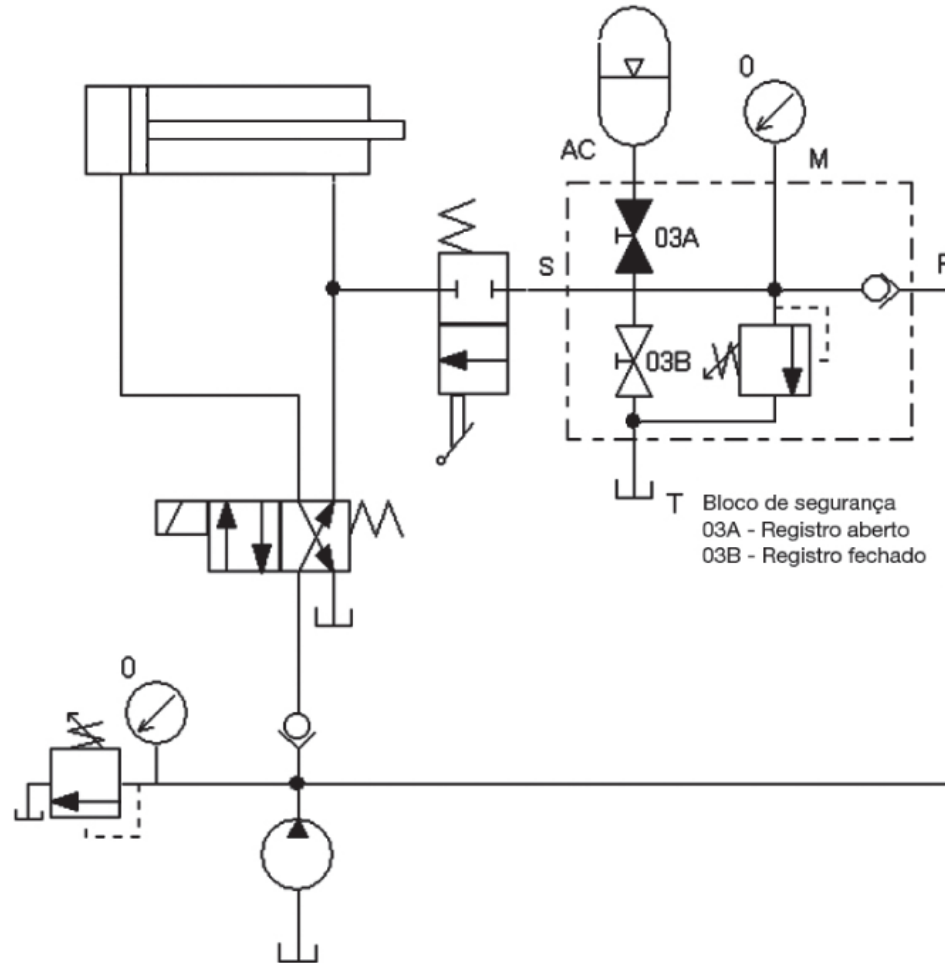 0
AC
M
03A
S
P
03B
T
Bloco de segurança
03A - Registro aberto
03B - Registro fechado
0